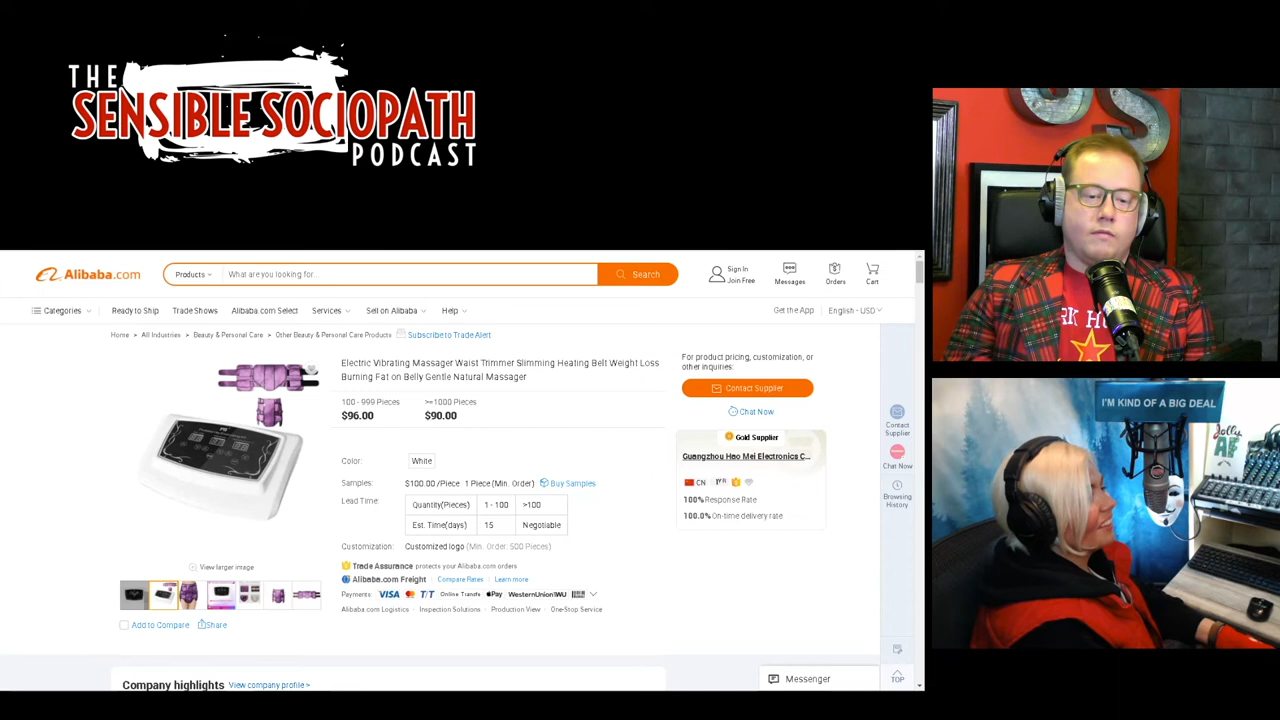 THE
SENSIBLE SOCIOPATH
PODCAST
Alibaba.com
Products
What are you looking for...
Search
Sign In
Join Free
Messages
Orders
Cart
Categories
Ready to Ship
Trade Shows
Alibaba.com Select
Services
Sell on Alibaba
Help
Get the App
English - USD
Home > All Industries > Beauty & Personal Care > Other Beauty & Personal Care Products
Subscribe to Trade Alert
Electric Vibrating Massager Waist Trimmer Slimming Heating Belt Weight Loss
Burning Fat on Belly Gentle Natural Massager
100 - 999 Pieces >=1000 Pieces
$96.00 $90.00
Color: White
Samples: $100.00/Piece 1 Piece (Min. Order) Buy Samples
Lead Time: Quantity(Pieces) 1 - 100 >100
Est. Time(days) 15 Negotiable
Customization: Customized logo (Min. Order: 500 Pieces)
Trade Assurance protects your Alibaba.com orders
Alibaba.com Freight Compare Rates Learn more
Payments: VISA T/T Online Transfer Pay WesternUnion WU
Alibaba.com Logistics Inspection Solutions Production View One-Stop Service
View larger image
Add to Compare Share
For product pricing, customization, or
other inquiries:
Contact Supplier
Chat Now
Gold Supplier
Guangzhou Hao Mei Electronics C...
CN YR
100% Response Rate
100.0% On-time delivery rate
Contact
Supplier
Chat Now
Browsing
History
TOP
Company highlights View company profile >
Messenger
S S
RK H
I'M KIND OF A BIG DEAL
Jolly
AF